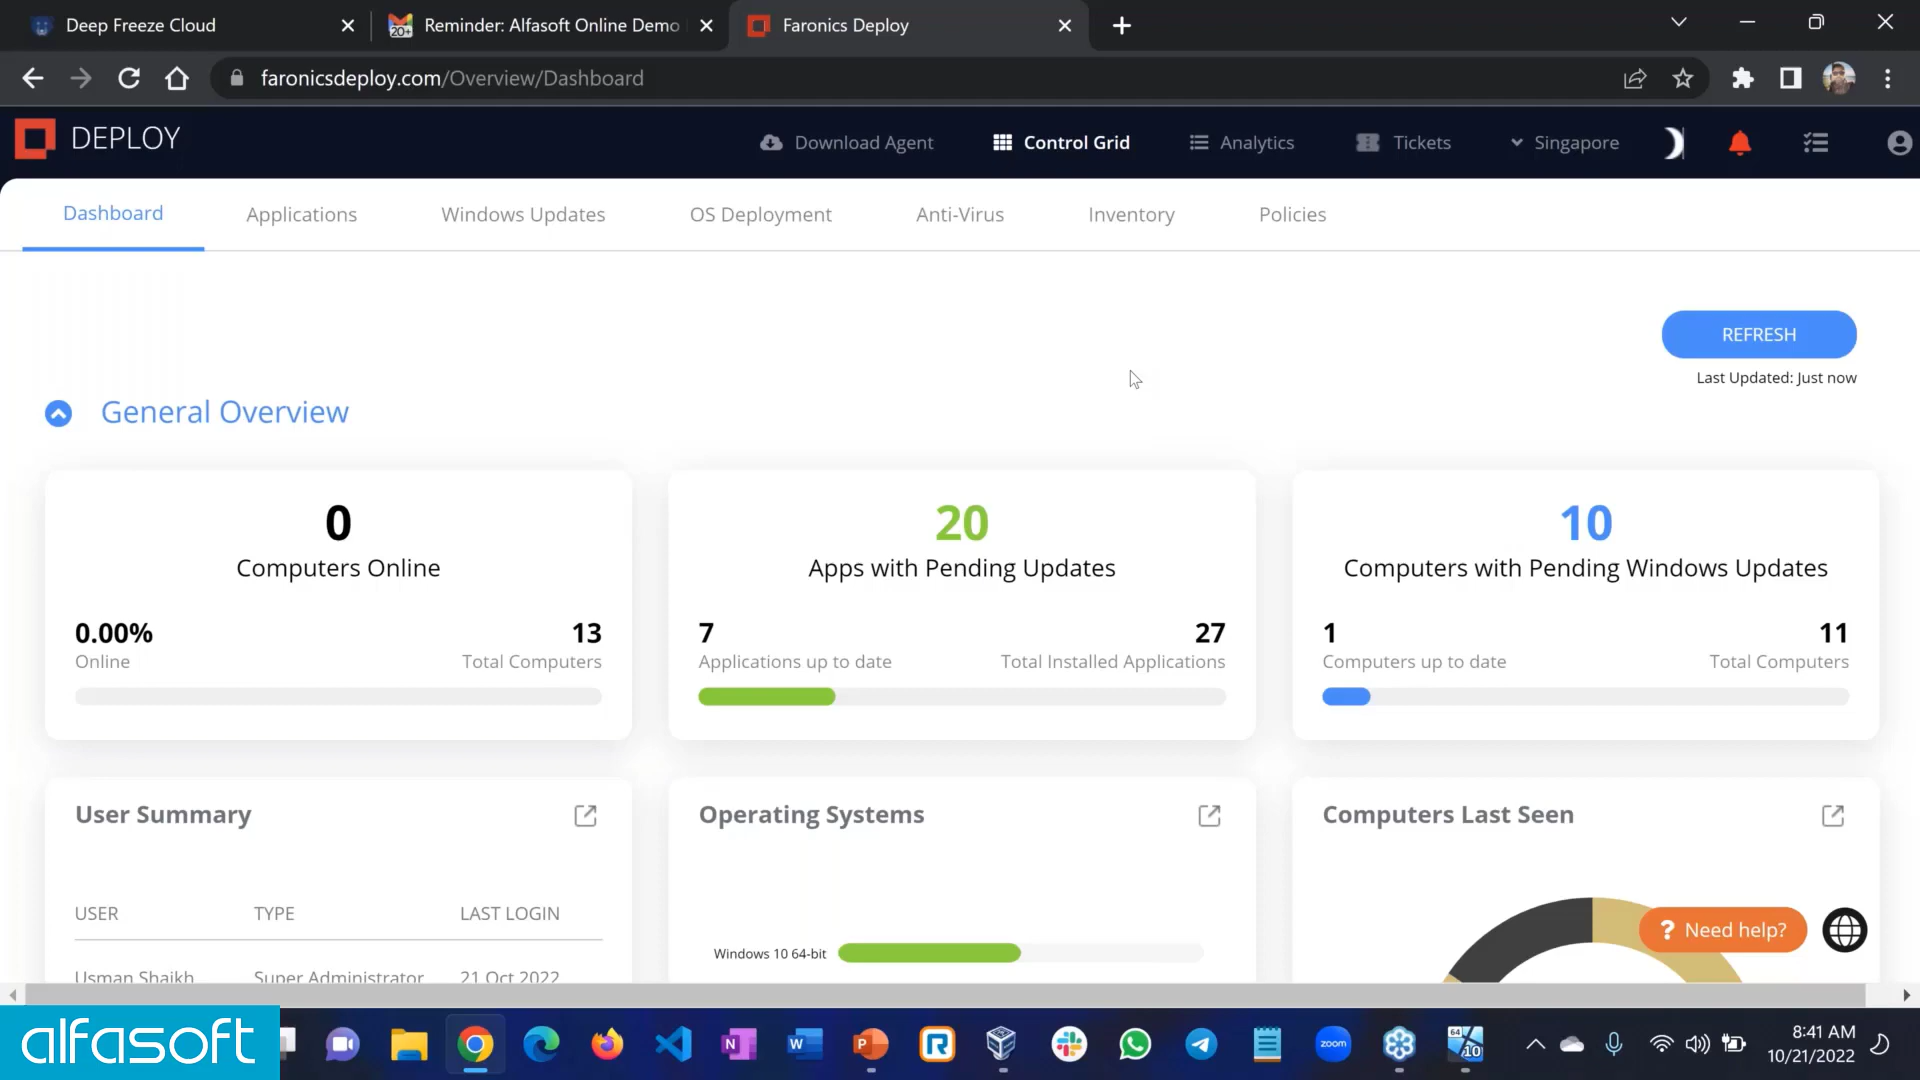 Deep Freeze Cloud
Reminder: Alfasoft Online Demo
Faronics Deploy
20+
faronicsdeploy.com/Overview/Dashboard
DEPLOY
Download Agent
Control Grid
Analytics
Tickets
Singapore
Dashboard
Applications
Windows Updates
OS Deployment
Anti-Virus
Inventory
Policies
REFRESH
Last Updated: Just now
General Overview
0
Computers Online
0.00%
Online
13
Total Computers
20
Apps with Pending Updates
7
Applications up to date
27
Total Installed Applications
10
Computers with Pending Windows Updates
1
Computers up to date
11
Total Computers
User Summary
USER
TYPE
LAST LOGIN
Usman Shaikh
Super Administrator
21 Oct 2022
Operating Systems
Windows 10 64-bit
Computers Last Seen
? Need help?
alfasoft
N
W
P
R
zoom
64
10
8:41 AM
10/21/2022